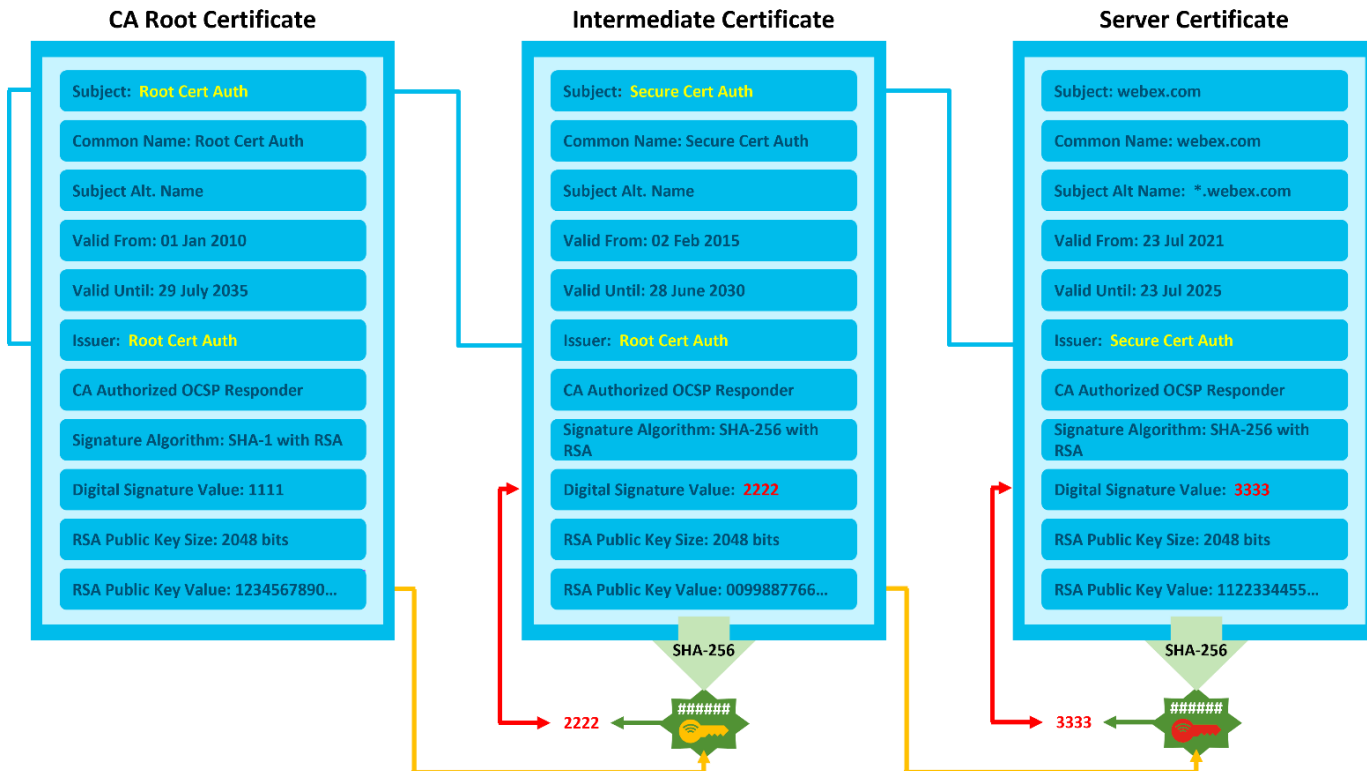 CA Root Certificate
Subject: Root Cert Auth
Common Name: Root Cert Auth
Subject Alt. Name
Valid From: 01 Jan 2010
Valid Until: 29 July 2035
Issuer: Root Cert Auth
CA Authorized OCSP Responder
Signature Algorithm: SHA-1 with RSA
Digital Signature Value: 1111
RSA Public Key Size: 2048 bits
RSA Public Key Value: 1234567890...
Intermediate Certificate
Subject: Secure Cert Auth
Common Name: Secure Cert Auth
Subject Alt. Name
Valid From: 02 Feb 2015
Valid Until: 28 June 2030
Issuer: Root Cert Auth
CA Authorized OCSP Responder
Signature Algorithm: SHA-256 with
RSA
Digital Signature Value: 2222
RSA Public Key Size: 2048 bits
RSA Public Key Value: 0099887766...
SHA-256
######
2222
Server Certificate
Subject: webex.com
Common Name: webex.com
Subject Alt Name: *.webex.com
Valid From: 23 Jul 2021
Valid Until: 23 Jul 2025
Issuer: Secure Cert Auth
CA Authorized OCSP Responder
Signature Algorithm: SHA-256 with
RSA
Digital Signature Value: 3333
RSA Public Key Size: 2048 bits
RSA Public Key Value: 1122334455...
SHA-256
######
3333